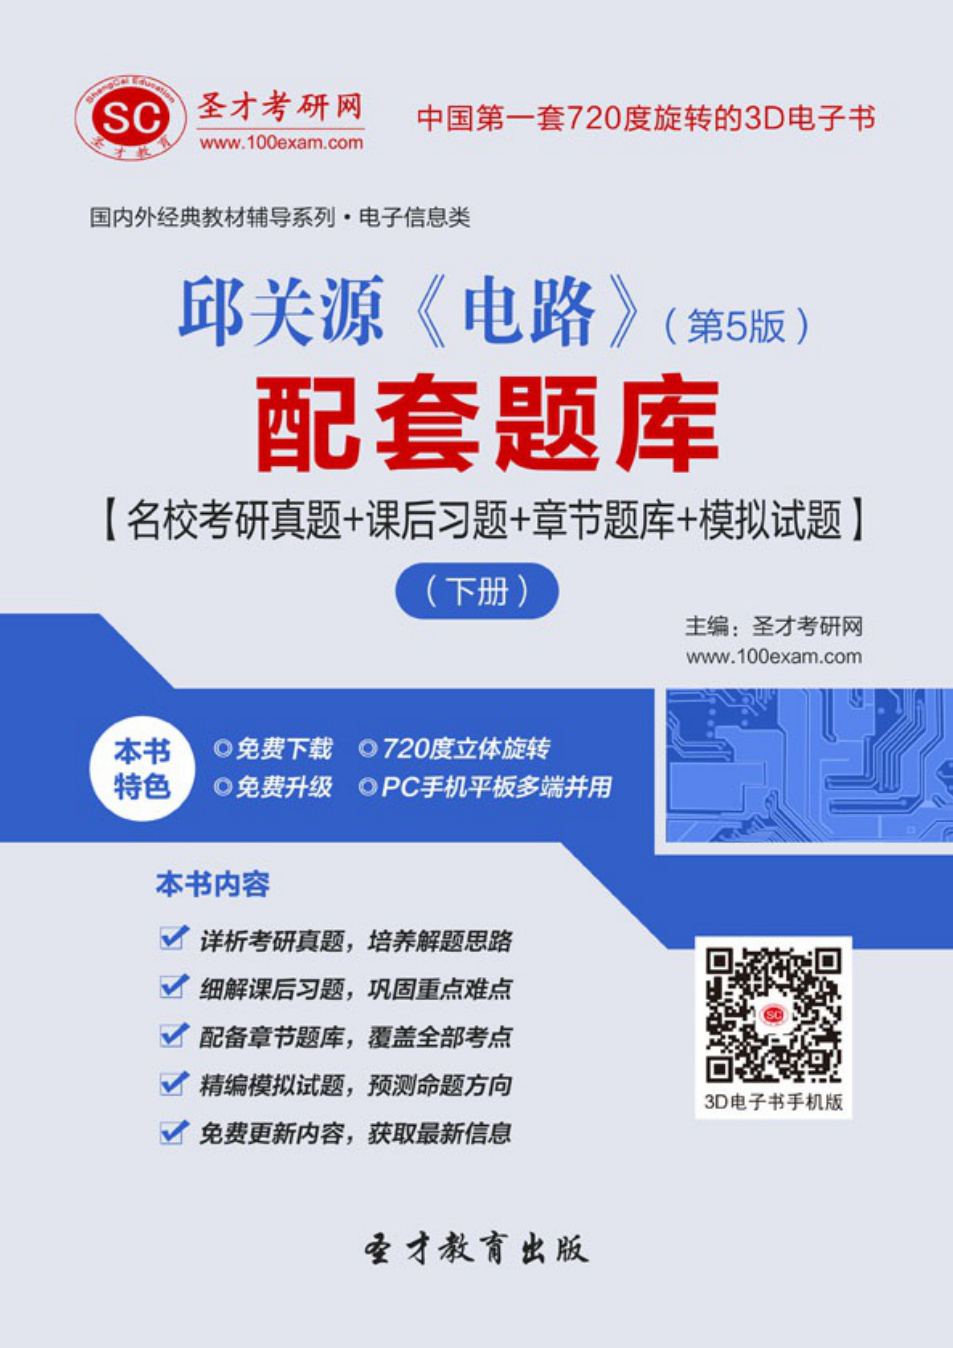 ShengCai Education
SC
圣才教育
圣才考研网
www.100exam.com
中国第一套720度旋转的3D电子书
国内外经典教材辅导系列·电子信息类
邱关源《电路》（第5版）
配套题库
【名校考研真题+课后习题+章节题库+模拟试题】
（下册）
主编：圣才考研网
www.100exam.com
本书
特色
◎免费下载 ◎720度立体旋转
◎免费升级 ◎PC手机平板多端并用
本书内容
详析考研真题，培养解题思路
细解课后习题，巩固重点难点
配备章节题库，覆盖全部考点
精编模拟试题，预测命题方向
免费更新内容，获取最新信息
SC
3D电子书手机版
圣才教育出版